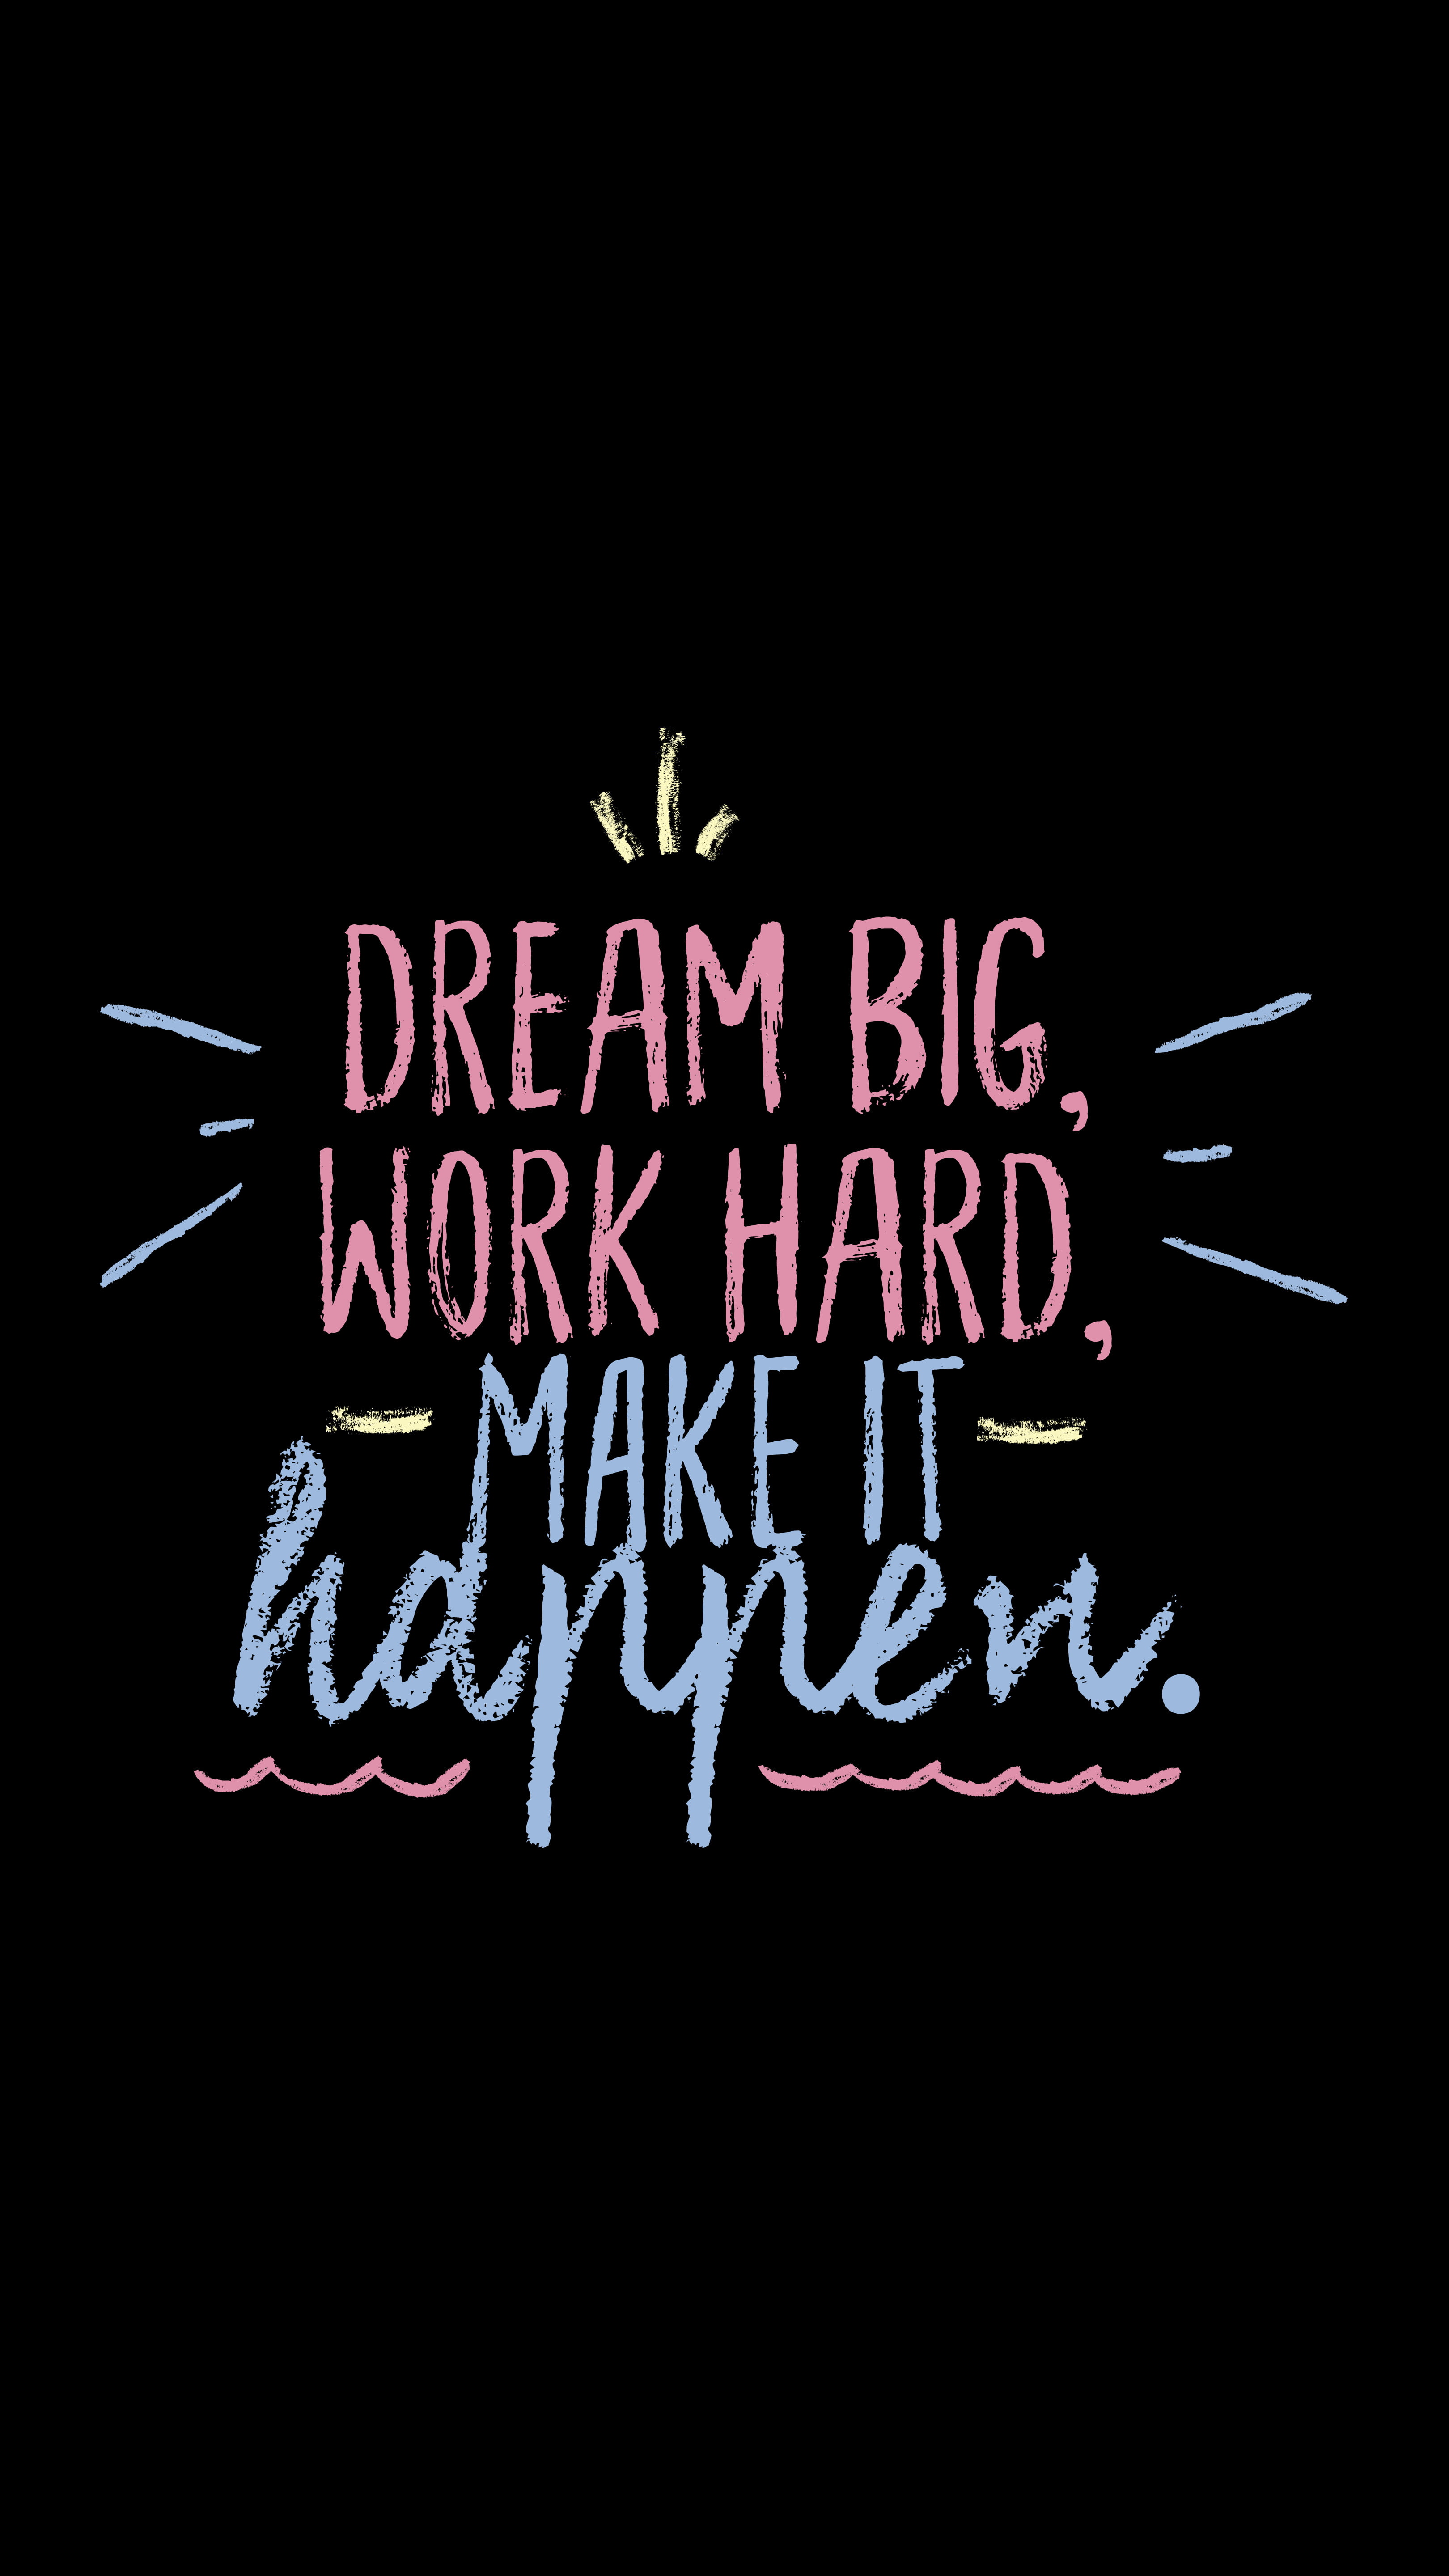 DREAM BIG,
WORK HARD,
MAKE IT
happen.